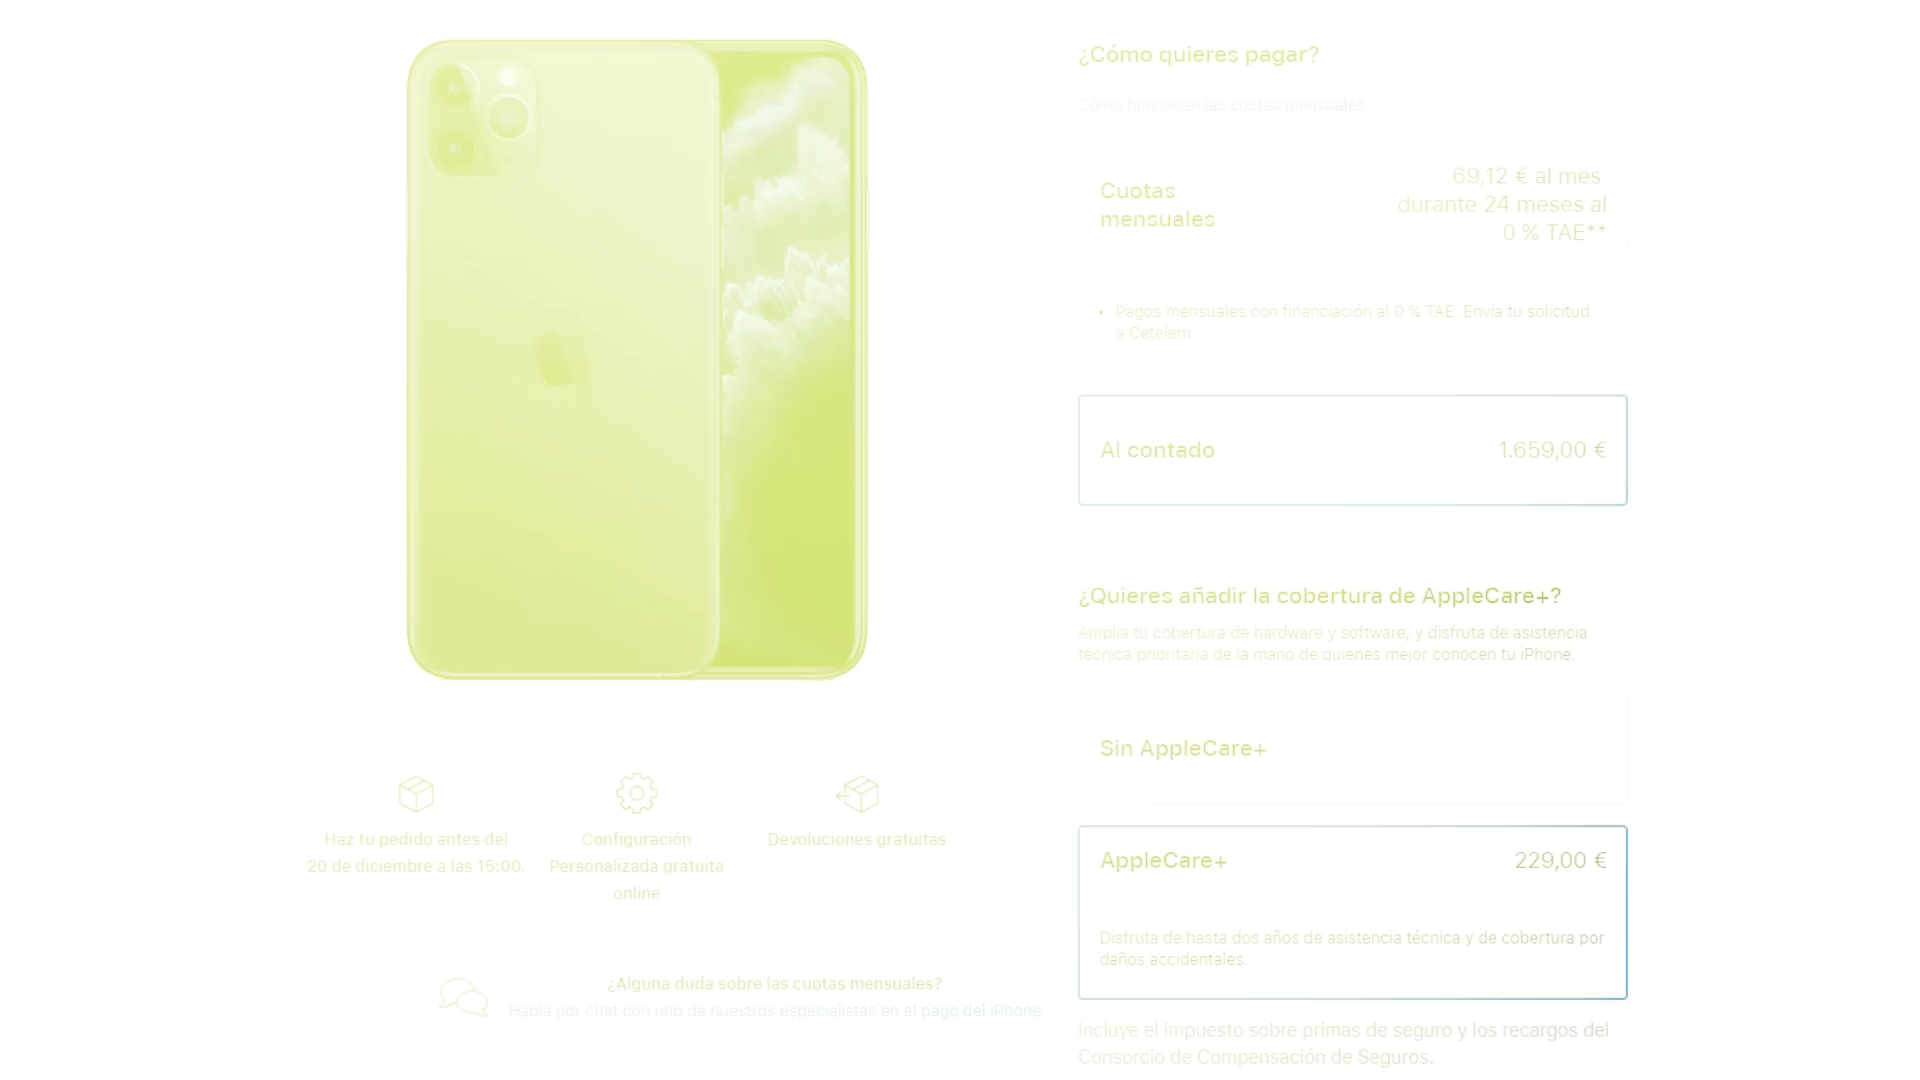 ¿Cómo quieres pagar?
Cómo funcionan las cuotas mensuales
Cuotas
mensuales
69,12 € al mes
durante 24 meses al
0 % TAE**
• Pagos mensuales con financiación al 0 % TAE. Envía tu solicitud
a Cetelem.
Al contado
1.659,00 €
¿Quieres añadir la cobertura de AppleCare+?
Amplía tu cobertura de hardware y software, y disfruta de asistencia
técnica prioritaria de la mano de quienes mejor conocen tu iPhone.
Sin AppleCare+
AppleCare+
229,00 €
Disfruta de hasta dos años de asistencia técnica y de cobertura por
daños accidentales.
Incluye el impuesto sobre primas de seguro y los recargos del
Consorcio de Compensación de Seguros.
Haz tu pedido antes del
20 de diciembre a las 15:00.
Configuración
Personalizada gratuita
online
Devoluciones gratuitas
¿Alguna duda sobre las cuotas mensuales?
Habla por chat con uno de nuestros especialistas en el pago del iPhone